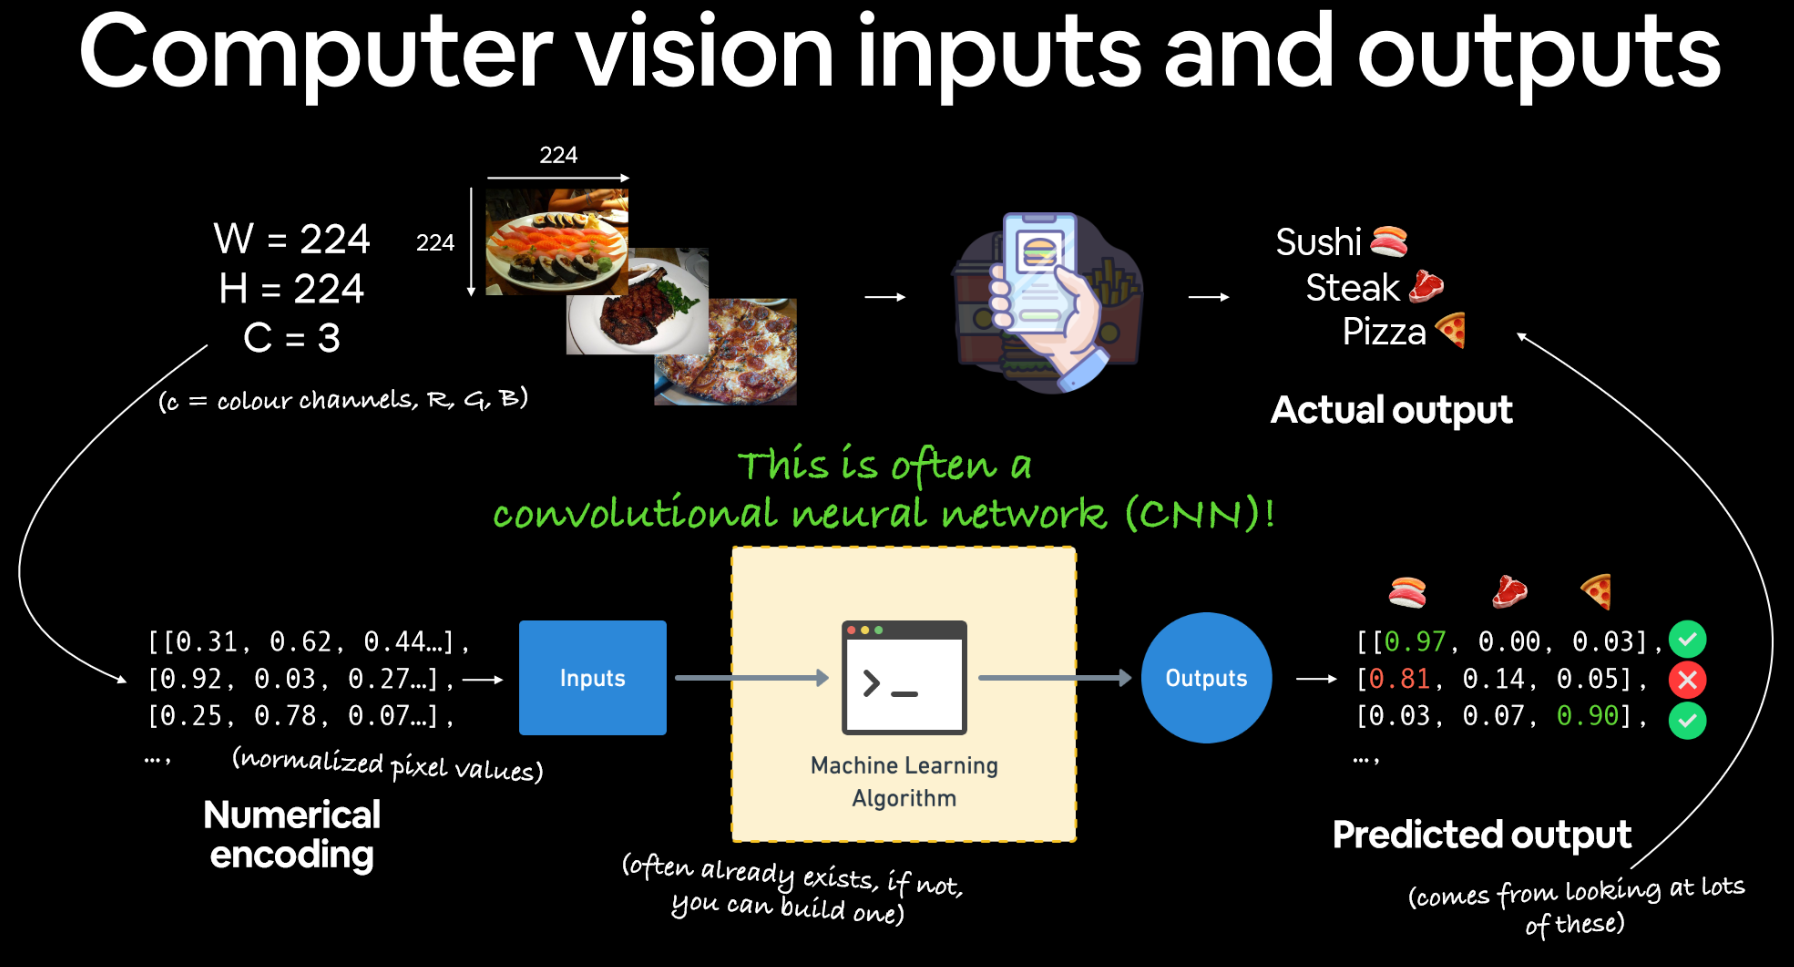 Computer vision inputs and outputs
224
224
W = 224
H = 224
C = 3
(c = colour channels, R, G, B)
Sushi
Steak
Pizza
Actual output
This is often a
convolutional neural network (CNN)!
[[0.31, 0.62, 0.44…],
[0.92, 0.03, 0.27…],
[0.25, 0.78, 0.07…],
…,
(normalized pixel values)
Numerical
encoding
Inputs
Machine Learning
Algorithm
(often already exists, if not,
you can build one)
Outputs
[[0.97, 0.00, 0.03],
[0.81, 0.14, 0.05],
[0.03, 0.07, 0.90],
…,
Predicted output
(comes from looking at lots
of these)